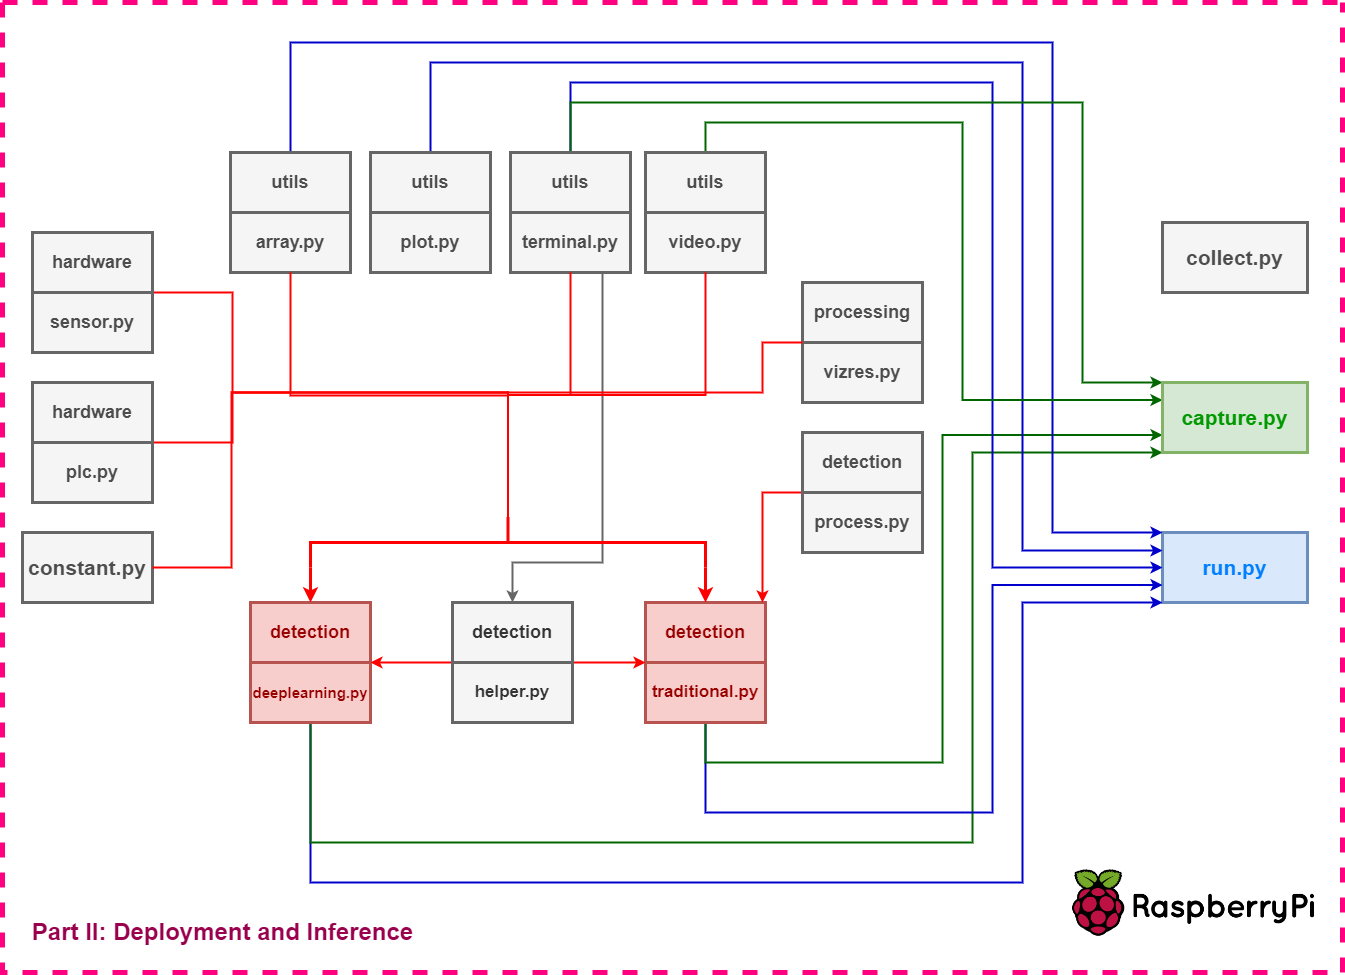 utils
array.py
utils
plot.py
utils
terminal.py
utils
video.py
hardware
sensor.py
collect.py
processing
vizres.py
hardware
plc.py
capture.py
detection
process.py
constant.py
run.py
detection
deeplearning.py
detection
helper.py
detection
traditional.py
Part II: Deployment and Inference
RaspberryPi